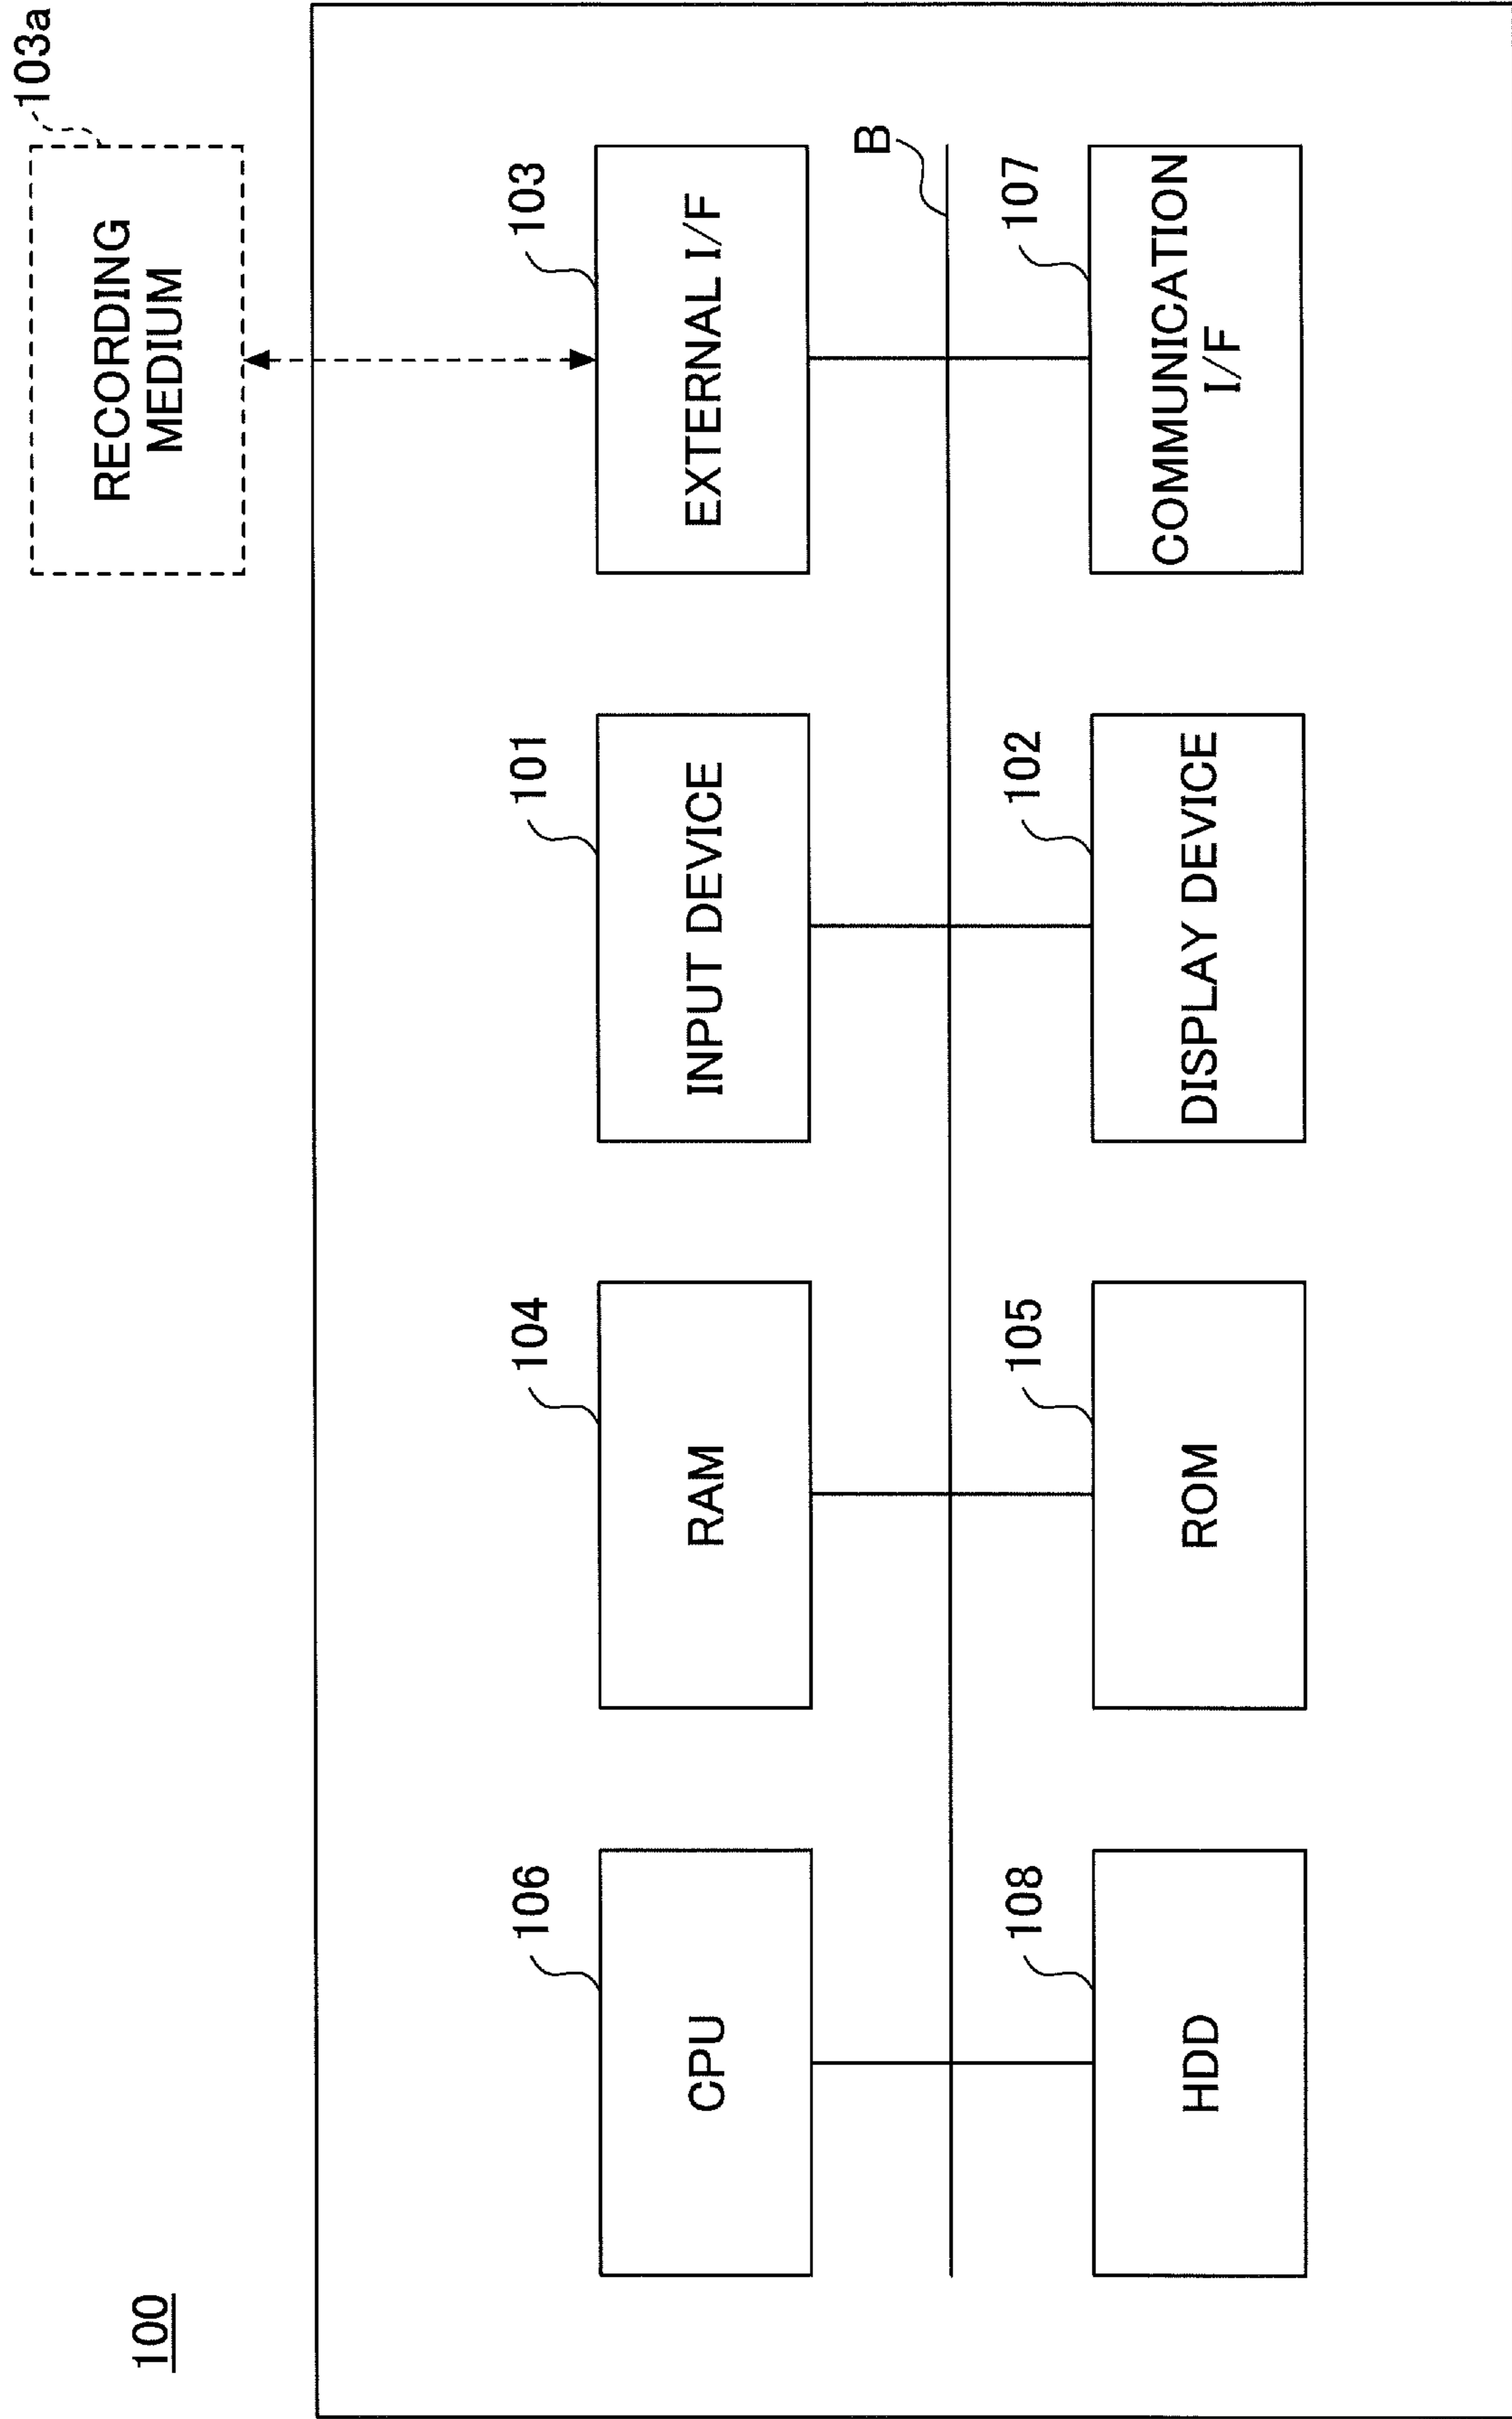 100
103a
RECORDING
MEDIUM
106
CPU
104
RAM
101
INPUT DEVICE
103
EXTERNAL I/F
B
108
HDD
105
ROM
102
DISPLAY DEVICE
107
COMMUNICATION
I/F